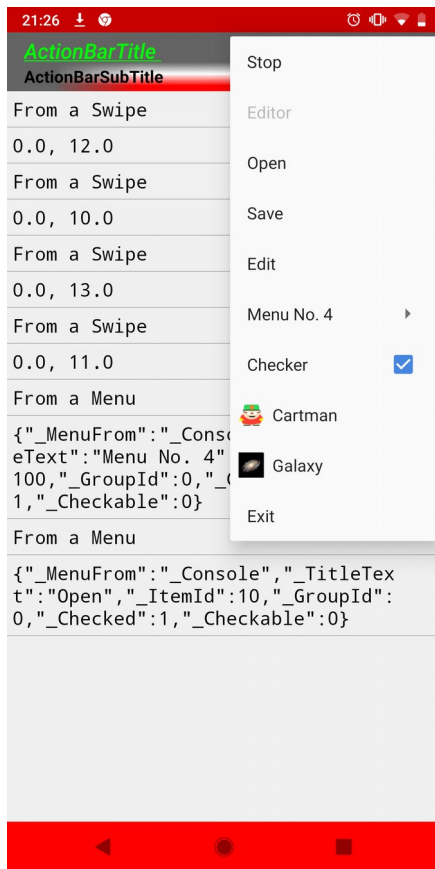 21:26
ActionBarTitle
ActionBarSubTitle
From a Swipe
0.0, 12.0
From a Swipe
0.0, 10.0
From a Swipe
0.0, 13.0
From a Swipe
0.0, 11.0
From a Menu
{"_MenuFrom":"_Conso
eText":"Menu No. 4"
100,"_GroupId":0,"_
1,"_Checkable":0}
From a Menu
{"_MenuFrom":"_Console","_TitleTex
t":"Open","_ItemId":10,"_GroupId":
0,"_Checked":1,"_Checkable":0}
Stop
Editor
Open
Save
Edit
Menu No. 4
Checker
Cartman
Galaxy
Exit